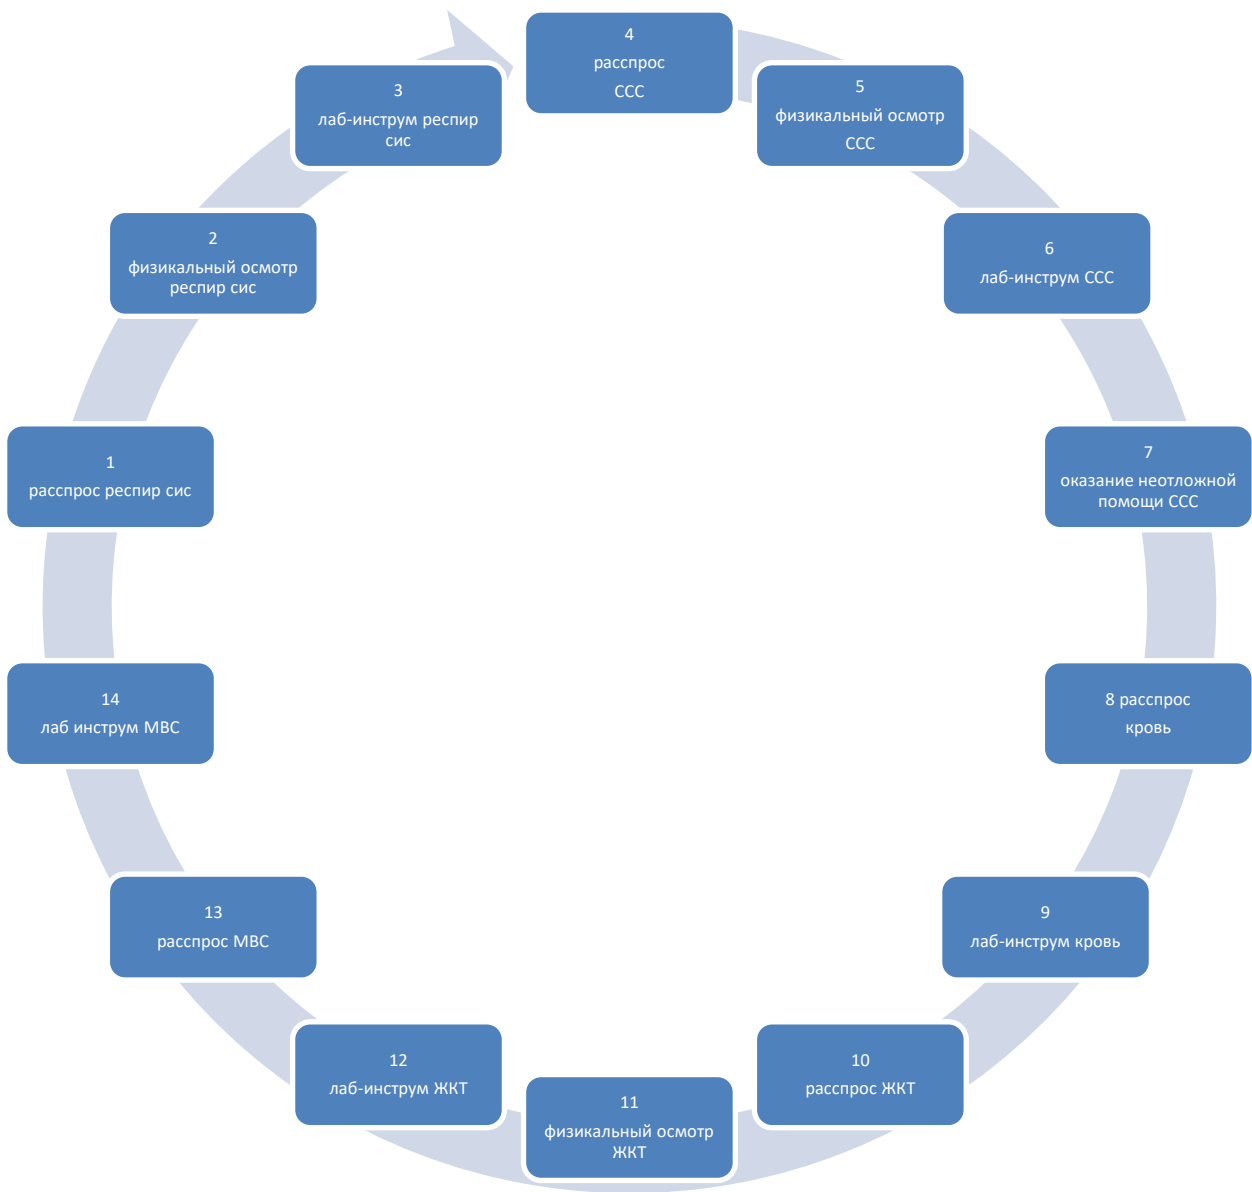 4
расспрос
ССС
5
физикальный осмотр
ССС
6
лаб-инструм ССС
7
оказание неотложной
помощи ССС
8 расспрос
кровь
9
лаб-инструм кровь
10
расспрос ЖКТ
11
физикальный осмотр
ЖКТ
12
лаб-инструм ЖКТ
13
расспрос МВС
14
лаб инструм МВС
1
расспрос респир сис
2
физикальный осмотр
респир сис
3
лаб-инструм респир
сис